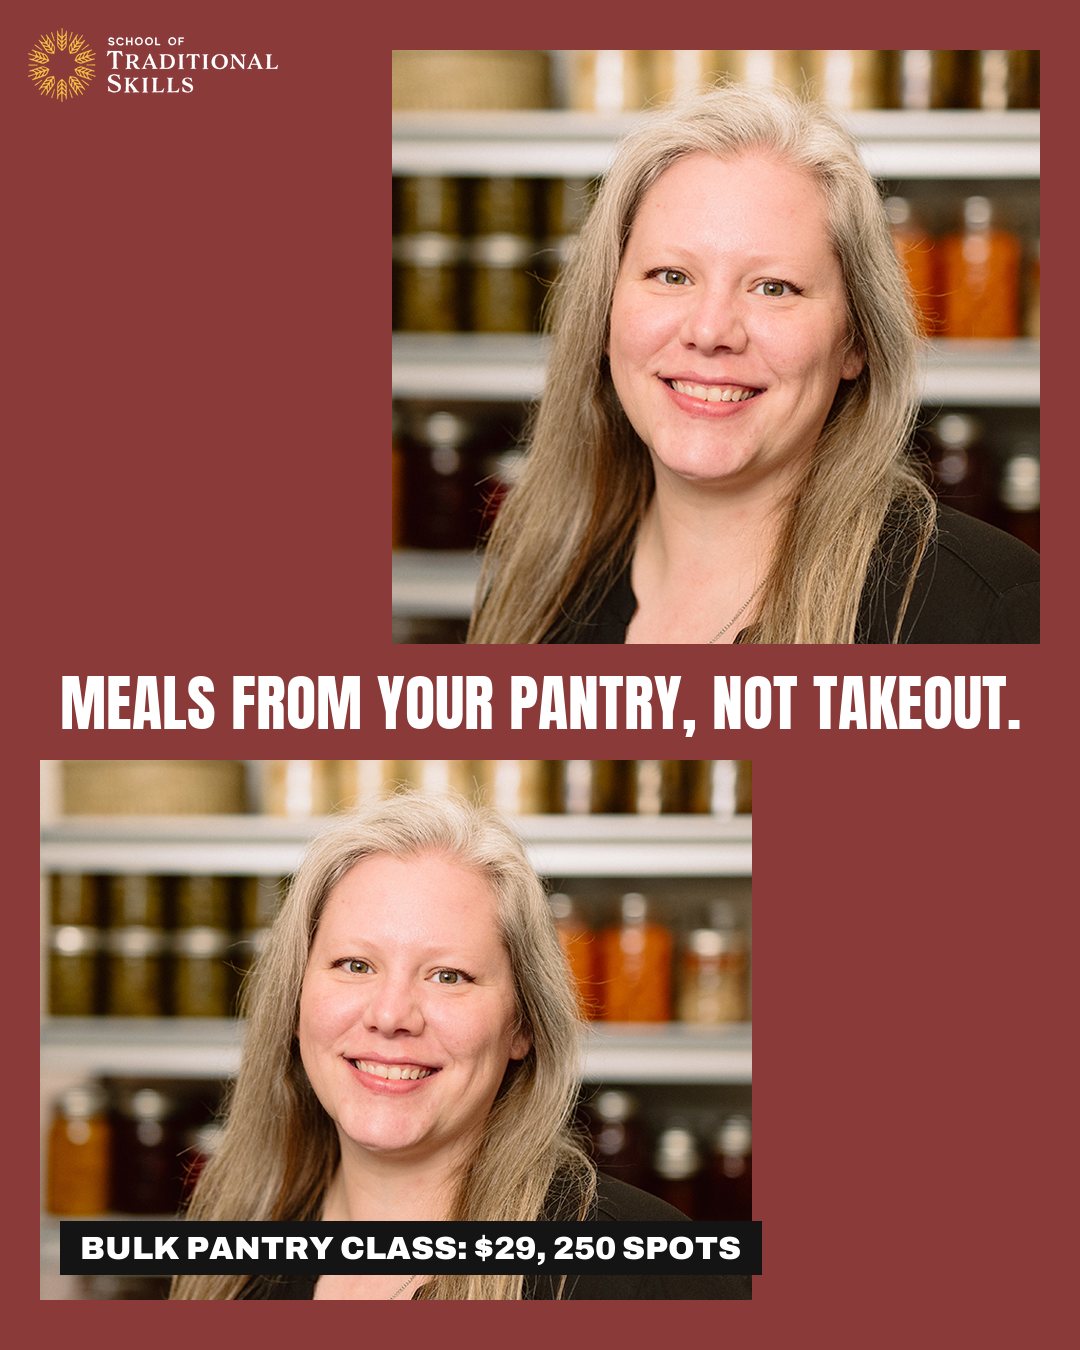 SCHOOL OF
TRADITIONAL
SKILLS
MEALS FROM YOUR PANTRY, NOT TAKEOUT.
BULK PANTRY CLASS: $29, 250 SPOTS